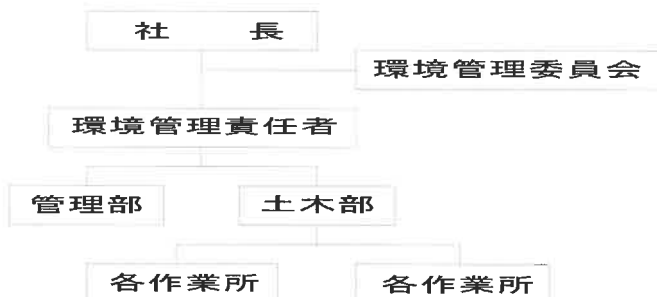 社　　長
環境管理委員会
環境管理責任者
管理部
土木部
各作業所
各作業所